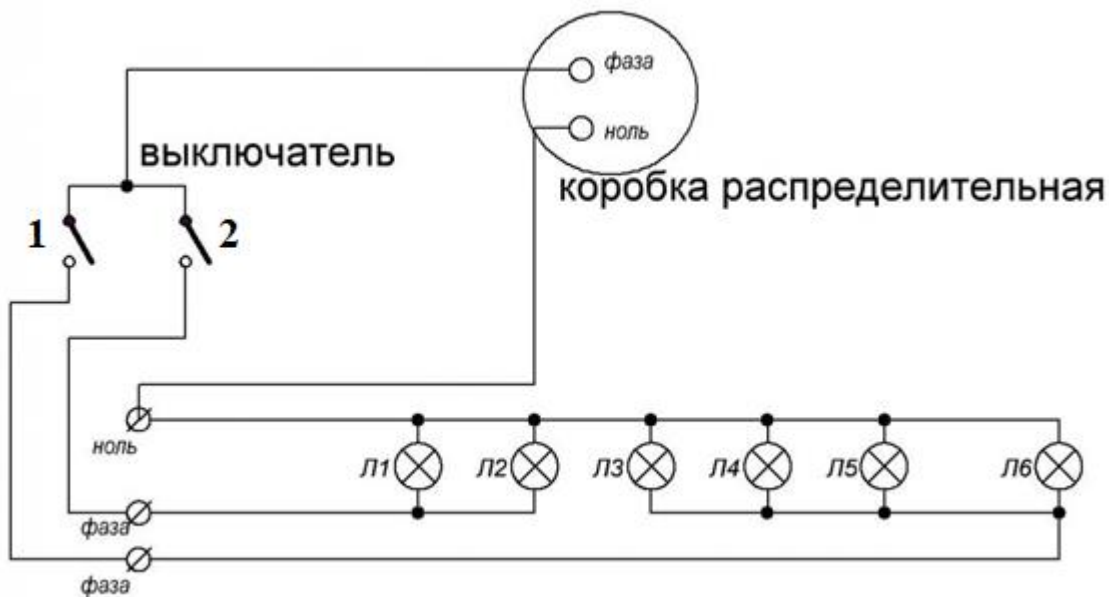 фаза
ноль
выключатель
коробка распределительная
1
2
ноль
Л1
Л2
Л3
Л4
Л5
Л6
фаза
фаза